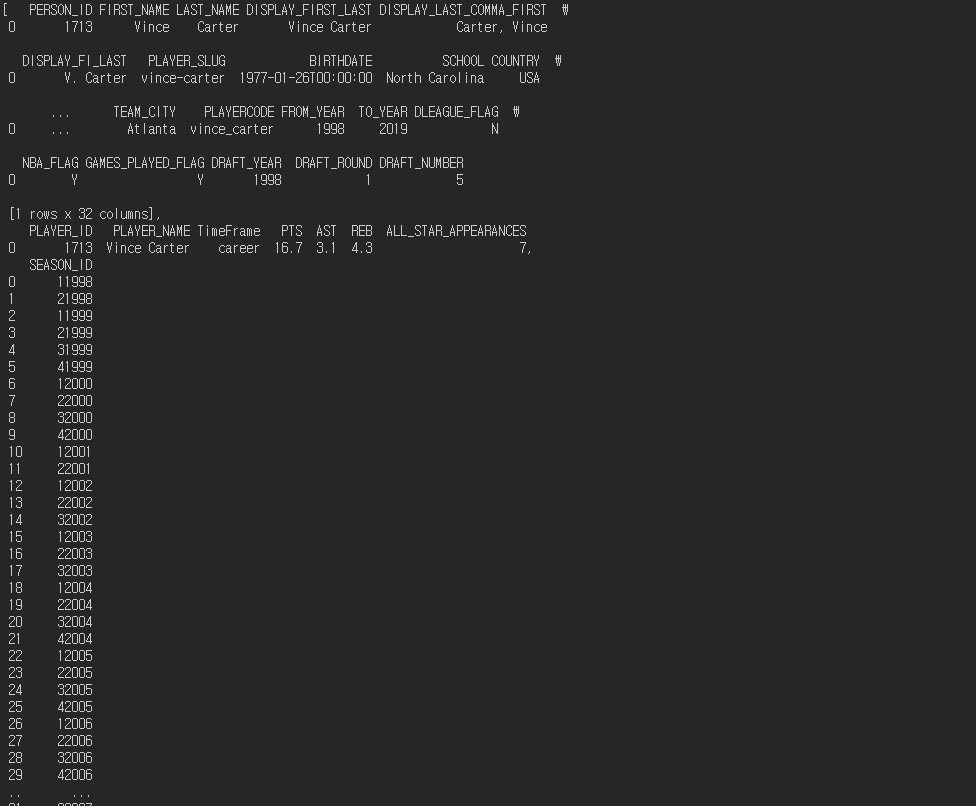 [   PERSON_ID FIRST_NAME LAST_NAME DISPLAY_FIRST_LAST DISPLAY_LAST_COMMA_FIRST  ₩
0       1713      Vince    Carter       Vince Carter            Carter, Vince
DISPLAY_FI_LAST   PLAYER_SLUG            BIRTHDATE          SCHOOL COUNTRY  ₩
0       V. Carter  vince-carter  1977-01-26T00:00:00  North Carolina     USA
...      TEAM_CITY    PLAYERCODE FROM_YEAR  TO_YEAR DLEAGUE_FLAG  ₩
0     ...        Atlanta  vince_carter      1998     2019            N
NBA_FLAG GAMES_PLAYED_FLAG DRAFT_YEAR  DRAFT_ROUND DRAFT_NUMBER
0        Y                 Y       1998            1            5
[1 rows x 32 columns],
PLAYER_ID   PLAYER_NAME TimeFrame   PTS  AST  REB  ALL_STAR_APPEARANCES
0       1713  Vince Carter    career  16.7  3.1  4.3                     7,
SEASON_ID
0      11998
1      21998
2      11999
3      21999
4      31999
5      41999
6      12000
7      22000
8      32000
9      42000
10     12001
11     22001
12     12002
13     22002
14     32002
15     12003
16     22003
17     32003
18     12004
19     22004
20     32004
21     42004
22     12005
23     22005
24     32005
25     42005
26     12006
27     22006
28     32006
29     42006
..       ...